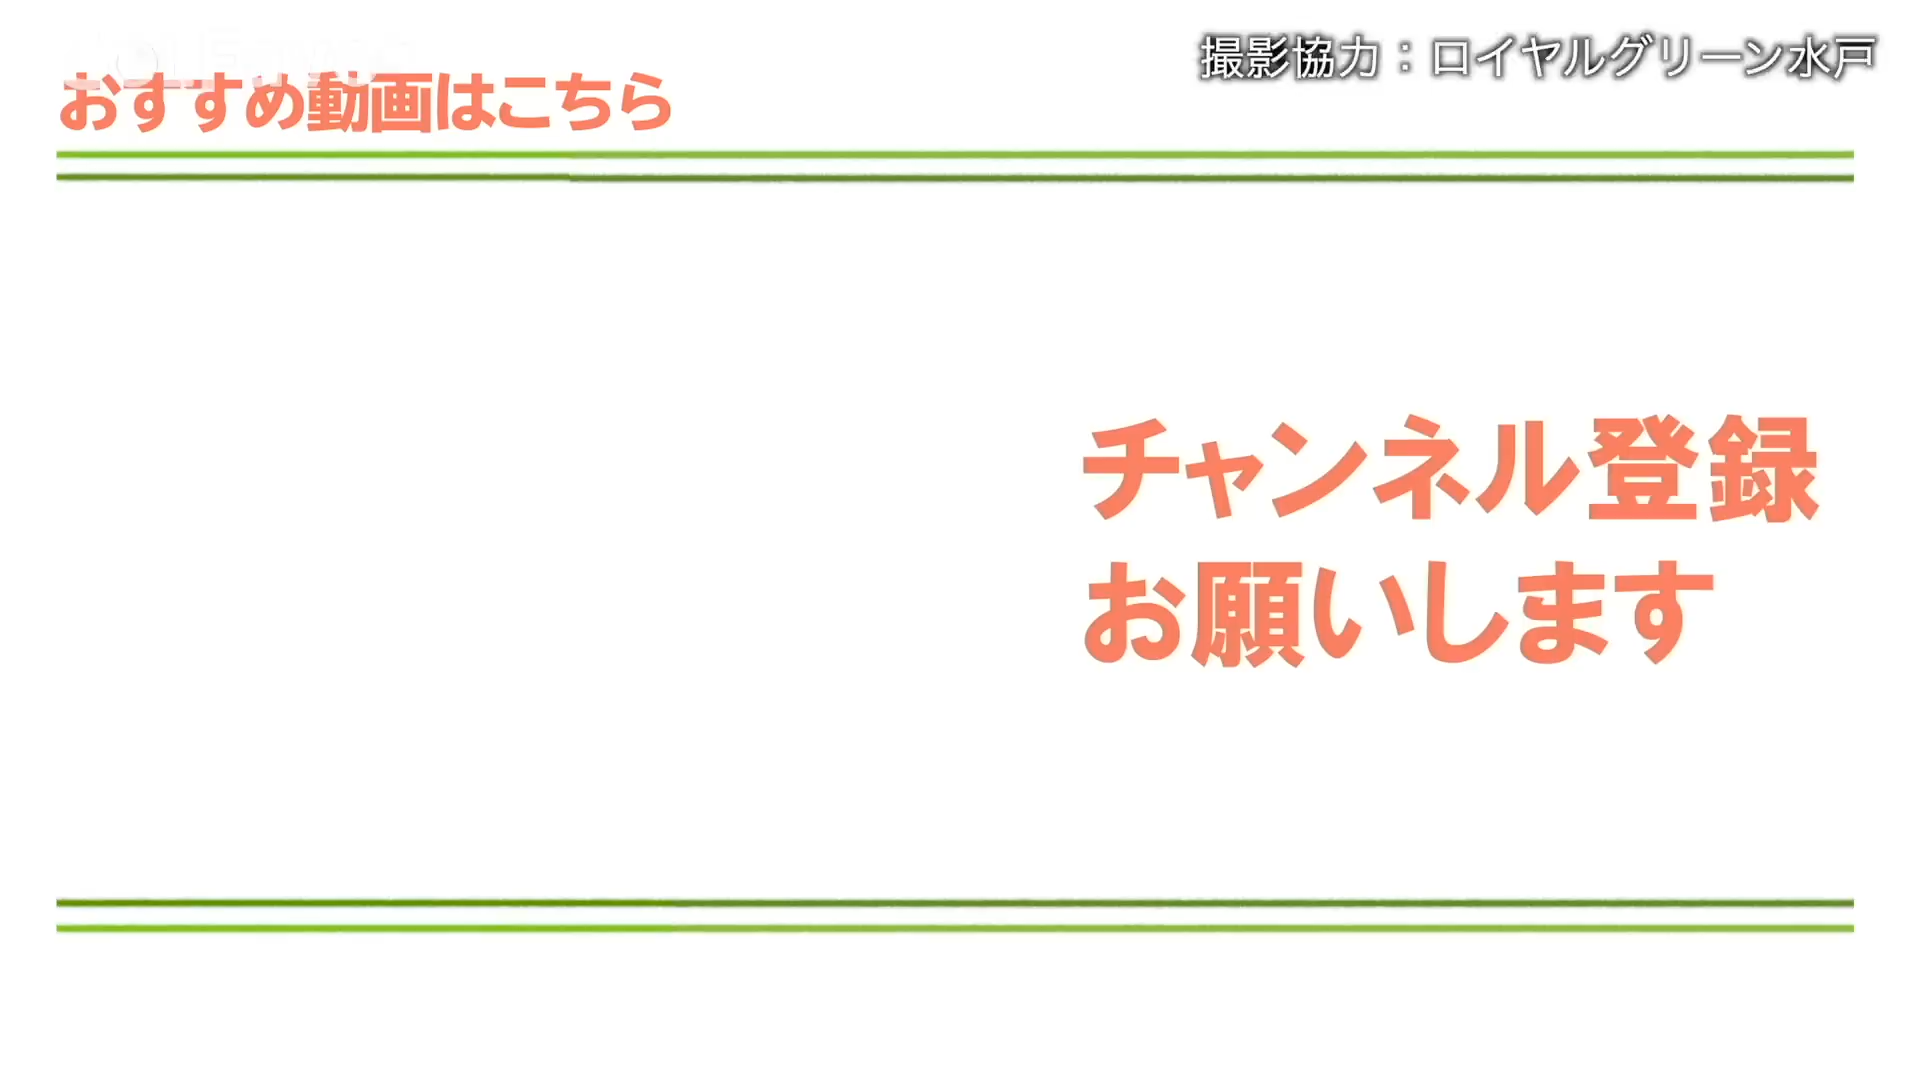 撮影協力：ロイヤルグリーン水戸
おすすめ動画はこちら
チャンネル登録
お願いします